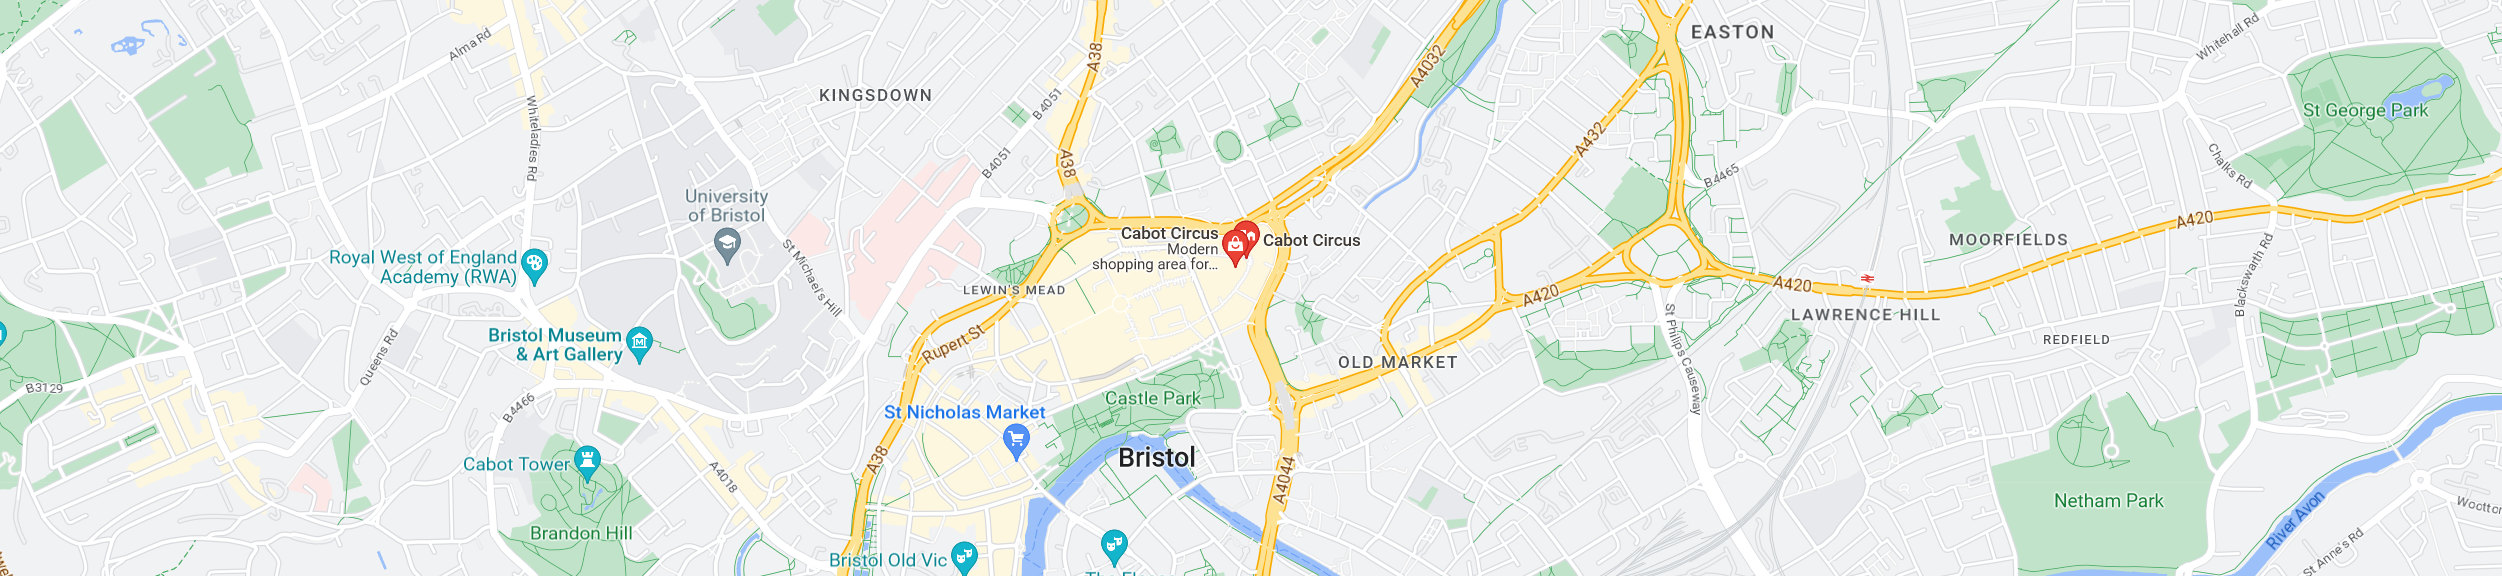 EASTON
Whitehall Rd
Alma Rd
A38
A4032
KINGSDOWN
B4051
St George Park
Whiteladies Rd
A432
A38
B4051
Chalks Rd
B4465
University
of Bristol
A420
Cabot Circus
Modern
shopping area for...
Cabot Circus
MOORFIELDS
Royal West of England
Academy (RWA)
St Michael's Hill
LEWIN'S MEAD
A420
A420
Blackswarth Rd
LAWRENCE HILL
Bristol Museum
& Art Gallery
Rupert St
Queens Rd
St Philips Causeway
REDFIELD
OLD MARKET
B3129
B4466
Castle Park
St Nicholas Market
Bristol
Cabot Tower
A38
A4018
A4044
Netham Park
River Avon
Brandon Hill
Bristol Old Vic
St Anne's Rd